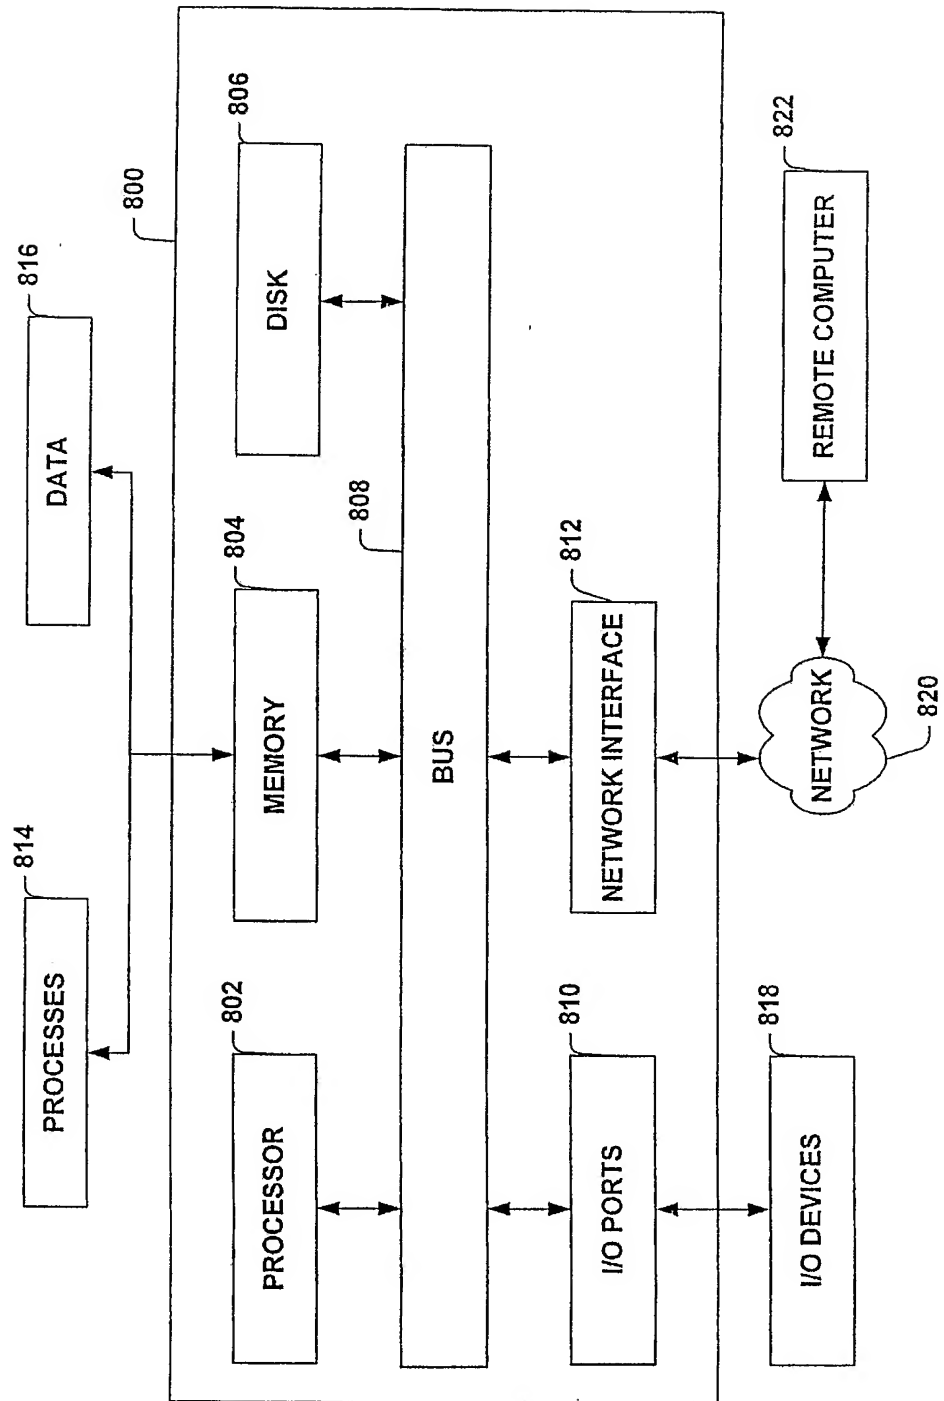 PROCESSES
814
DATA
816
800
PROCESSOR
802
MEMORY
804
DISK
806
808
BUS
I/O PORTS
810
NETWORK INTERFACE
812
I/O DEVICES
818
NETWORK
820
REMOTE COMPUTER
822